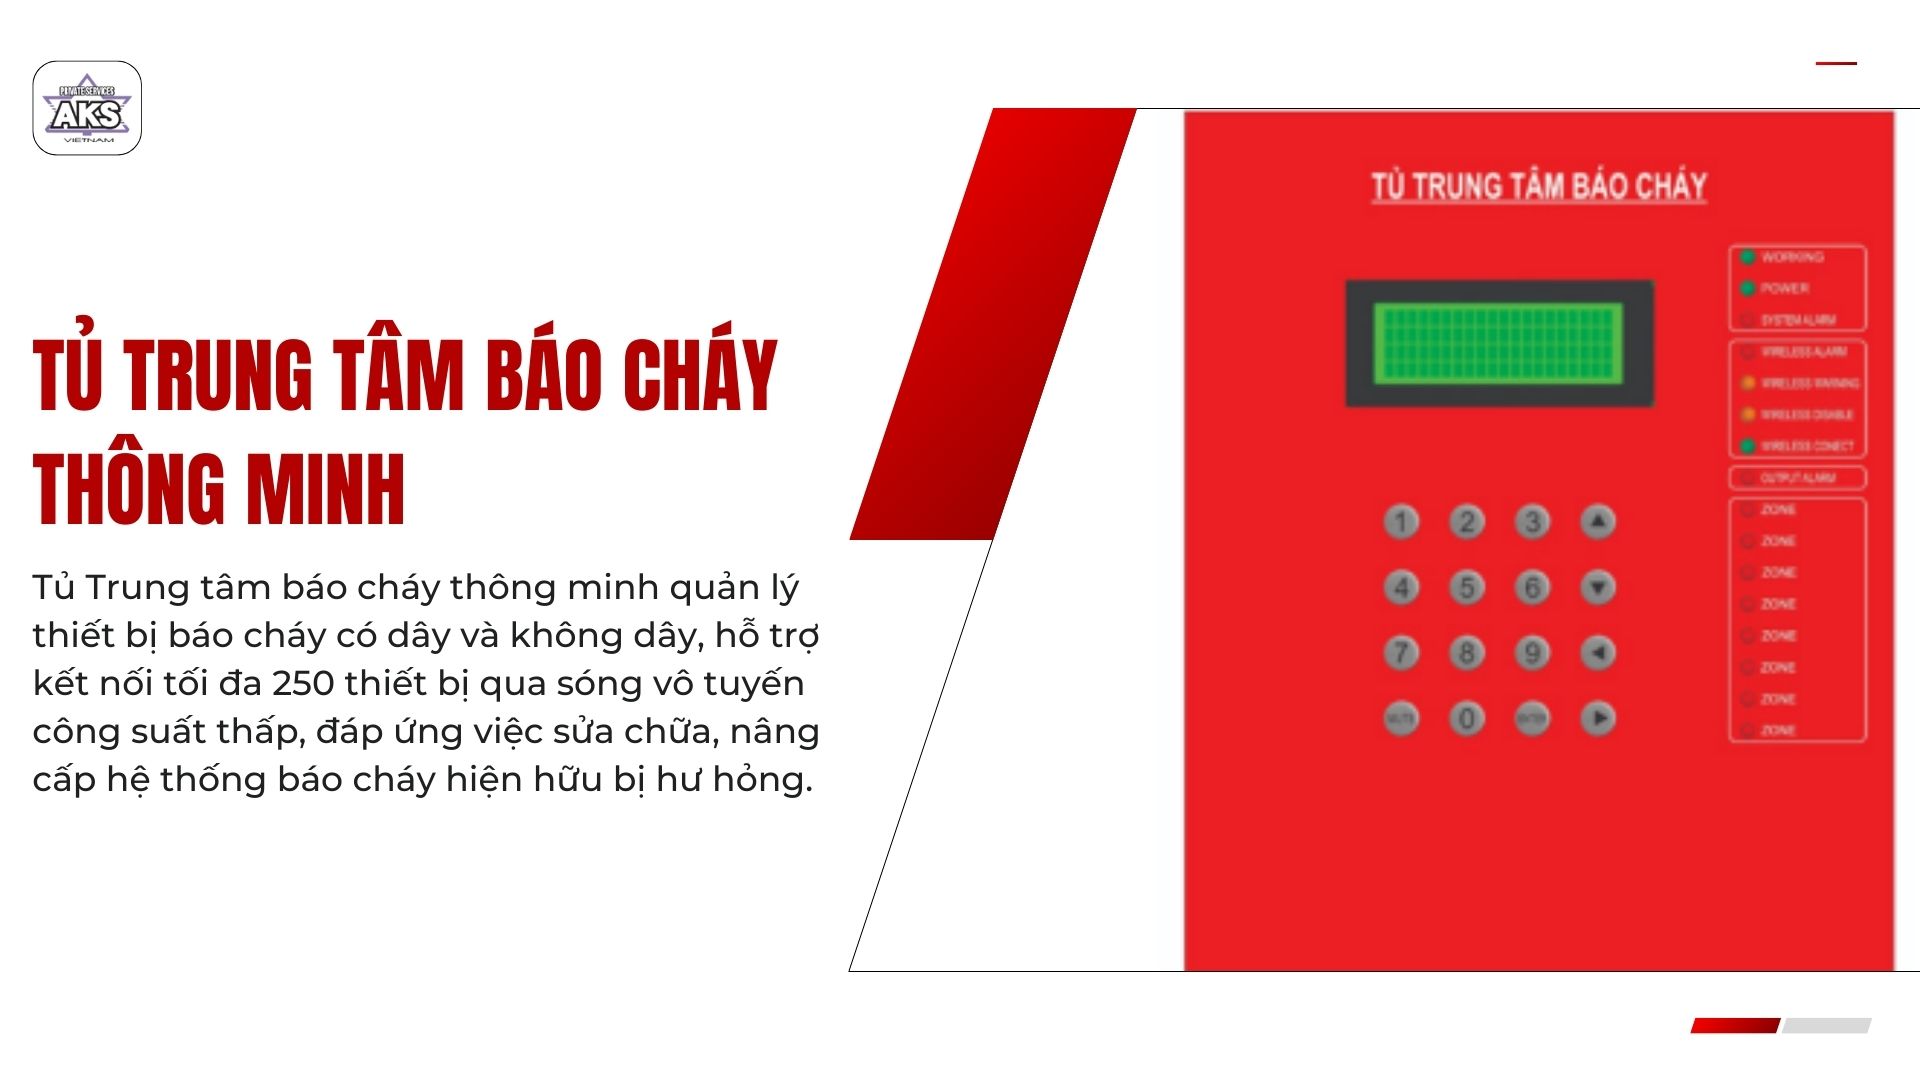 PRIVATE SERVICES
AKS
VIETNAM
TỦ TRUNG TÂM BÁO CHÁY
THÔNG MINH
Tủ Trung tâm báo cháy thông minh quản lý
thiết bị báo cháy có dây và không dây, hỗ trợ
kết nối tối đa 250 thiết bị qua sóng vô tuyến
công suất thấp, đáp ứng việc sửa chữa, nâng
cấp hệ thống báo cháy hiện hữu bị hư hỏng.
TỦ TRUNG TÂM BÁO CHÁY
WORKING
POWER
SYSTEM ALARM
WIRELESS ALARM
WIRELESS WARNING
WIRELESS DISABLE
WIRELESS CONECT
OUTPUT ALARM
ZONE
ZONE
ZONE
ZONE
ZONE
ZONE
ZONE
ZONE
1 2 3 ▲
4 5 6 ▼
7 8 9 ◀
MUTE 0 ENTER ▶